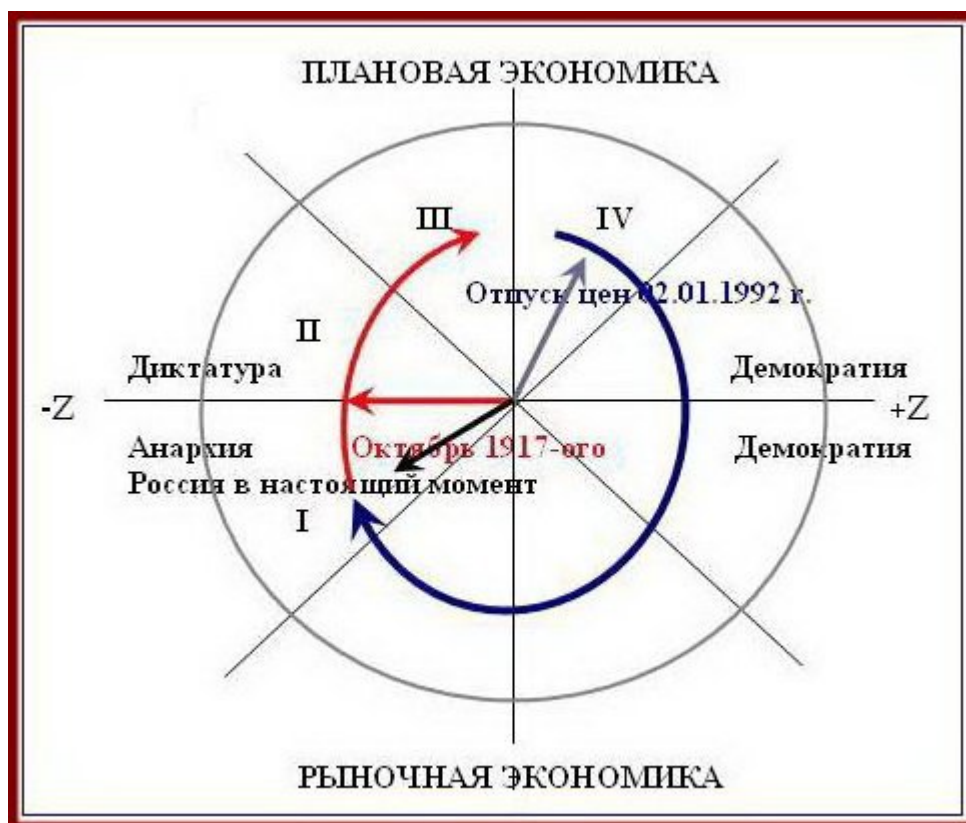 ПЛАНОВАЯ ЭКОНОМИКА
III
IV
Отпуск цен 02.01.1992 г.
II
Диктатура
Демократия
-Z
+Z
Анархия
Октябрь 1917-ого
Демократия
Россия в настоящий момент
I
РЫНОЧНАЯ ЭКОНОМИКА